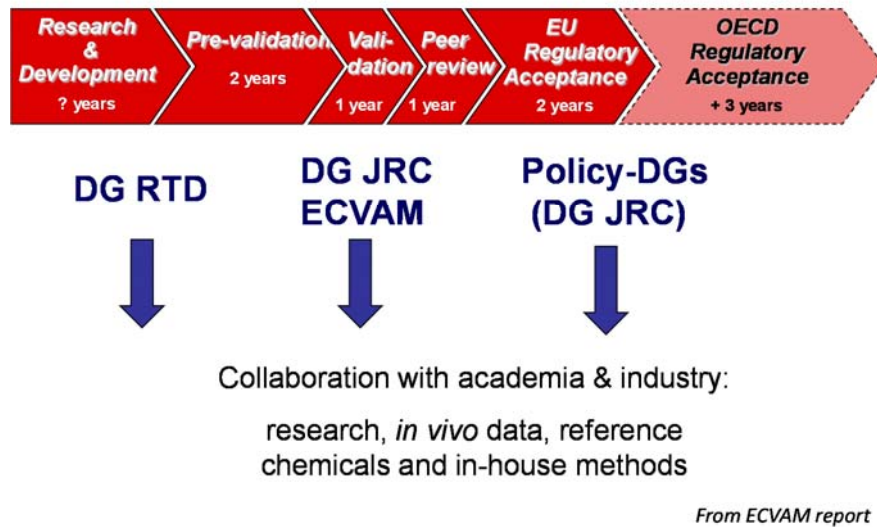 Research
&
Development
? years
Pre-validation
2 years
Vali-
dation
1 year
Peer
review
1 year
EU
Regulatory
Acceptance
2 years
OECD
Regulatory
Acceptance
+ 3 years
DG RTD
DG JRC
ECVAM
Policy-DGs
(DG JRC)
Collaboration with academia & industry:
research, in vivo data, reference
chemicals and in-house methods
From ECVAM report